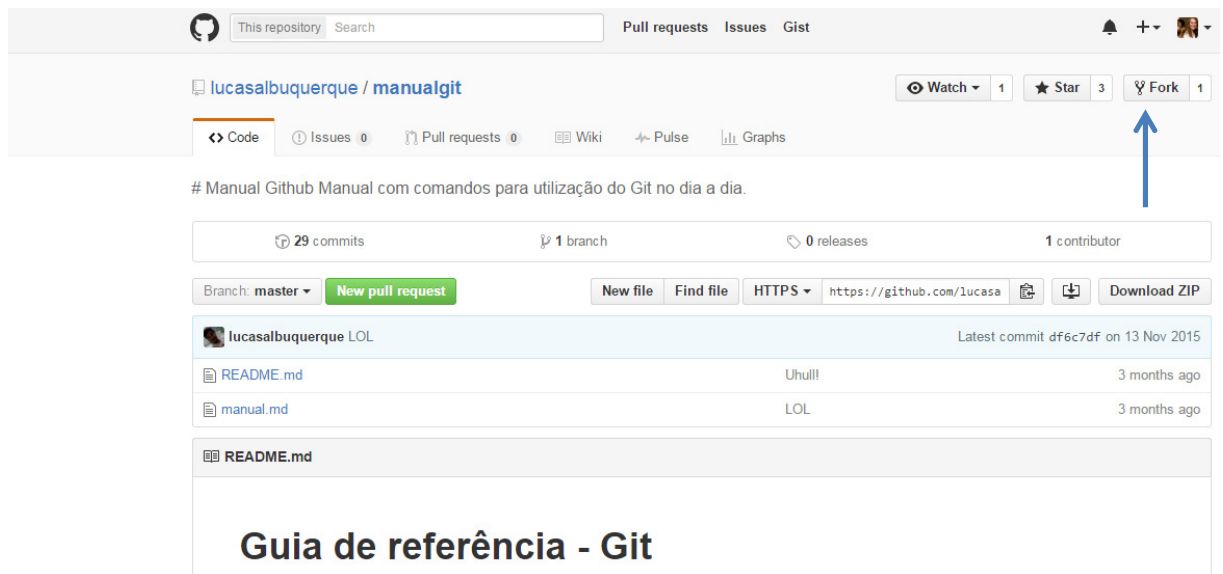 This repository Search Pull requests Issues Gist
lucasalbuquerque / manualgit Watch 1 Star 3 Fork 1
Code Issues 0 Pull requests 0 Wiki Pulse Graphs
# Manual Github Manual com comandos para utilização do Git no dia a dia.
29 commits 1 branch 0 releases 1 contributor
Branch: master New pull request New file Find file HTTPS https://github.com/lucasa Download ZIP
lucasalbuquerque LOL Latest commit df6c7df on 13 Nov 2015
README.md Uhull! 3 months ago
manual.md LOL 3 months ago
README.md
Guia de referência - Git